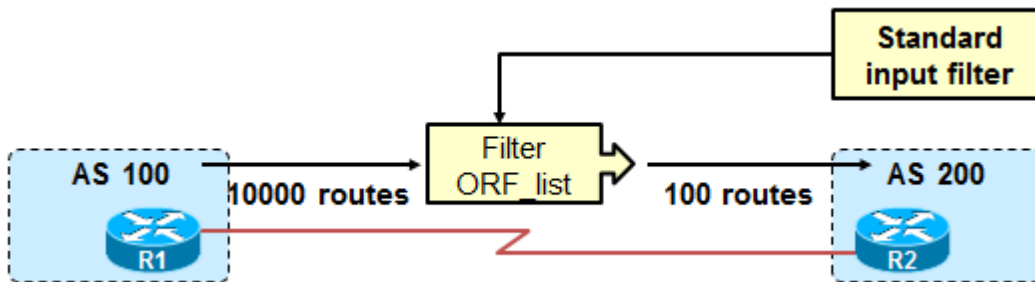 Standard
input filter
Filter
ORF_list
AS 100
10000 routes
100 routes
AS 200
R1
R2